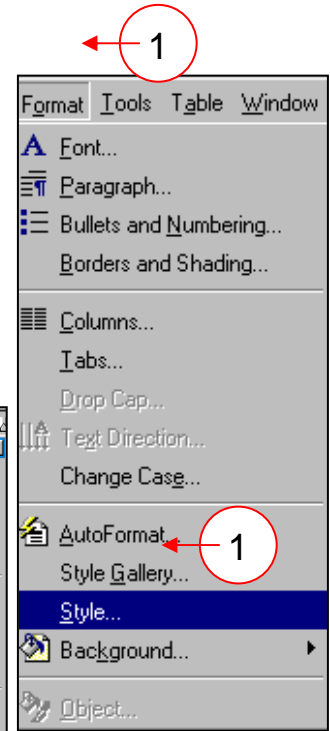 1
Format Tools Table Window
Font...
Paragraph...
Bullets and Numbering...
Borders and Shading...
Columns...
Tabs...
Drop Cap...
Text Direction...
Change Case...
AutoFormat... 1
Style Gallery...
Style...
Background...
Object...